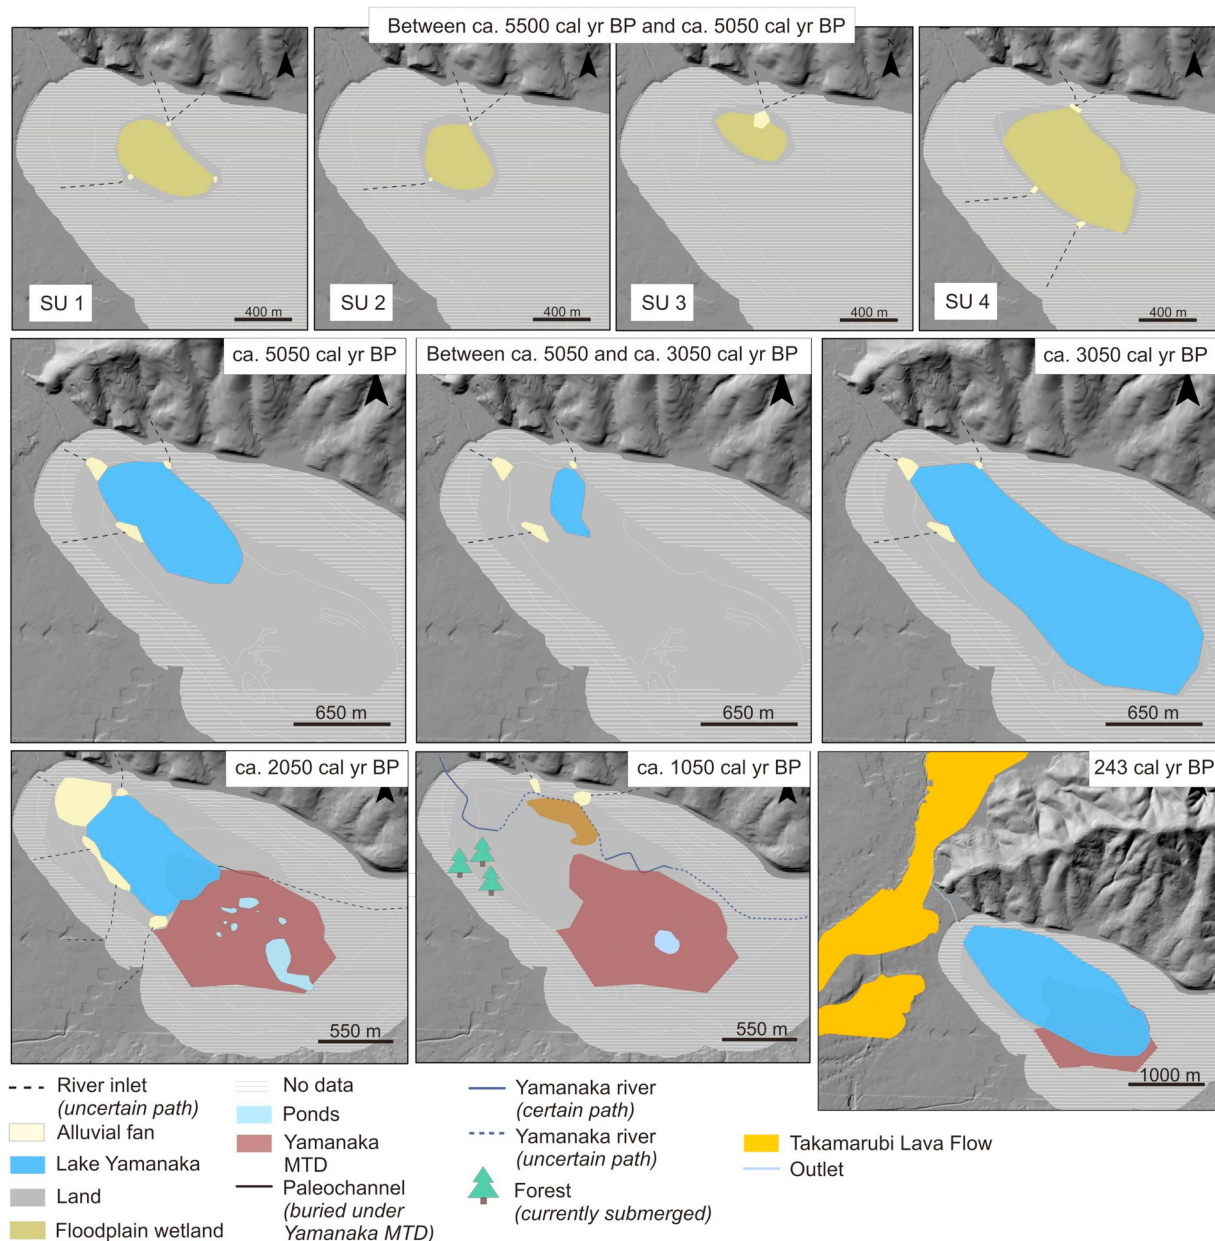 Between ca. 5500 cal yr BP and ca. 5050 cal yr BP
N
N
SU 1
400 m
SU 2
400 m
SU 3
400 m
SU 4
400 m
ca. 5050 cal yr BP
650 m
Between ca. 5050 and ca. 3050 cal yr BP
650 m
ca. 3050 cal yr BP
650 m
ca. 2050 cal yr BP
550 m
ca. 1050 cal yr BP
550 m
243 cal yr BP
1000 m
River inlet
(uncertain path)
Alluvial fan
Lake Yamanaka
Land
Floodplain wetland
No data
Ponds
Yamanaka
MTD
Paleochannel
(buried under
Yamanaka MTD)
Yamanaka river
(certain path)
Yamanaka river
(uncertain path)
Forest
(currently submerged)
Takamarubi Lava Flow
Outlet